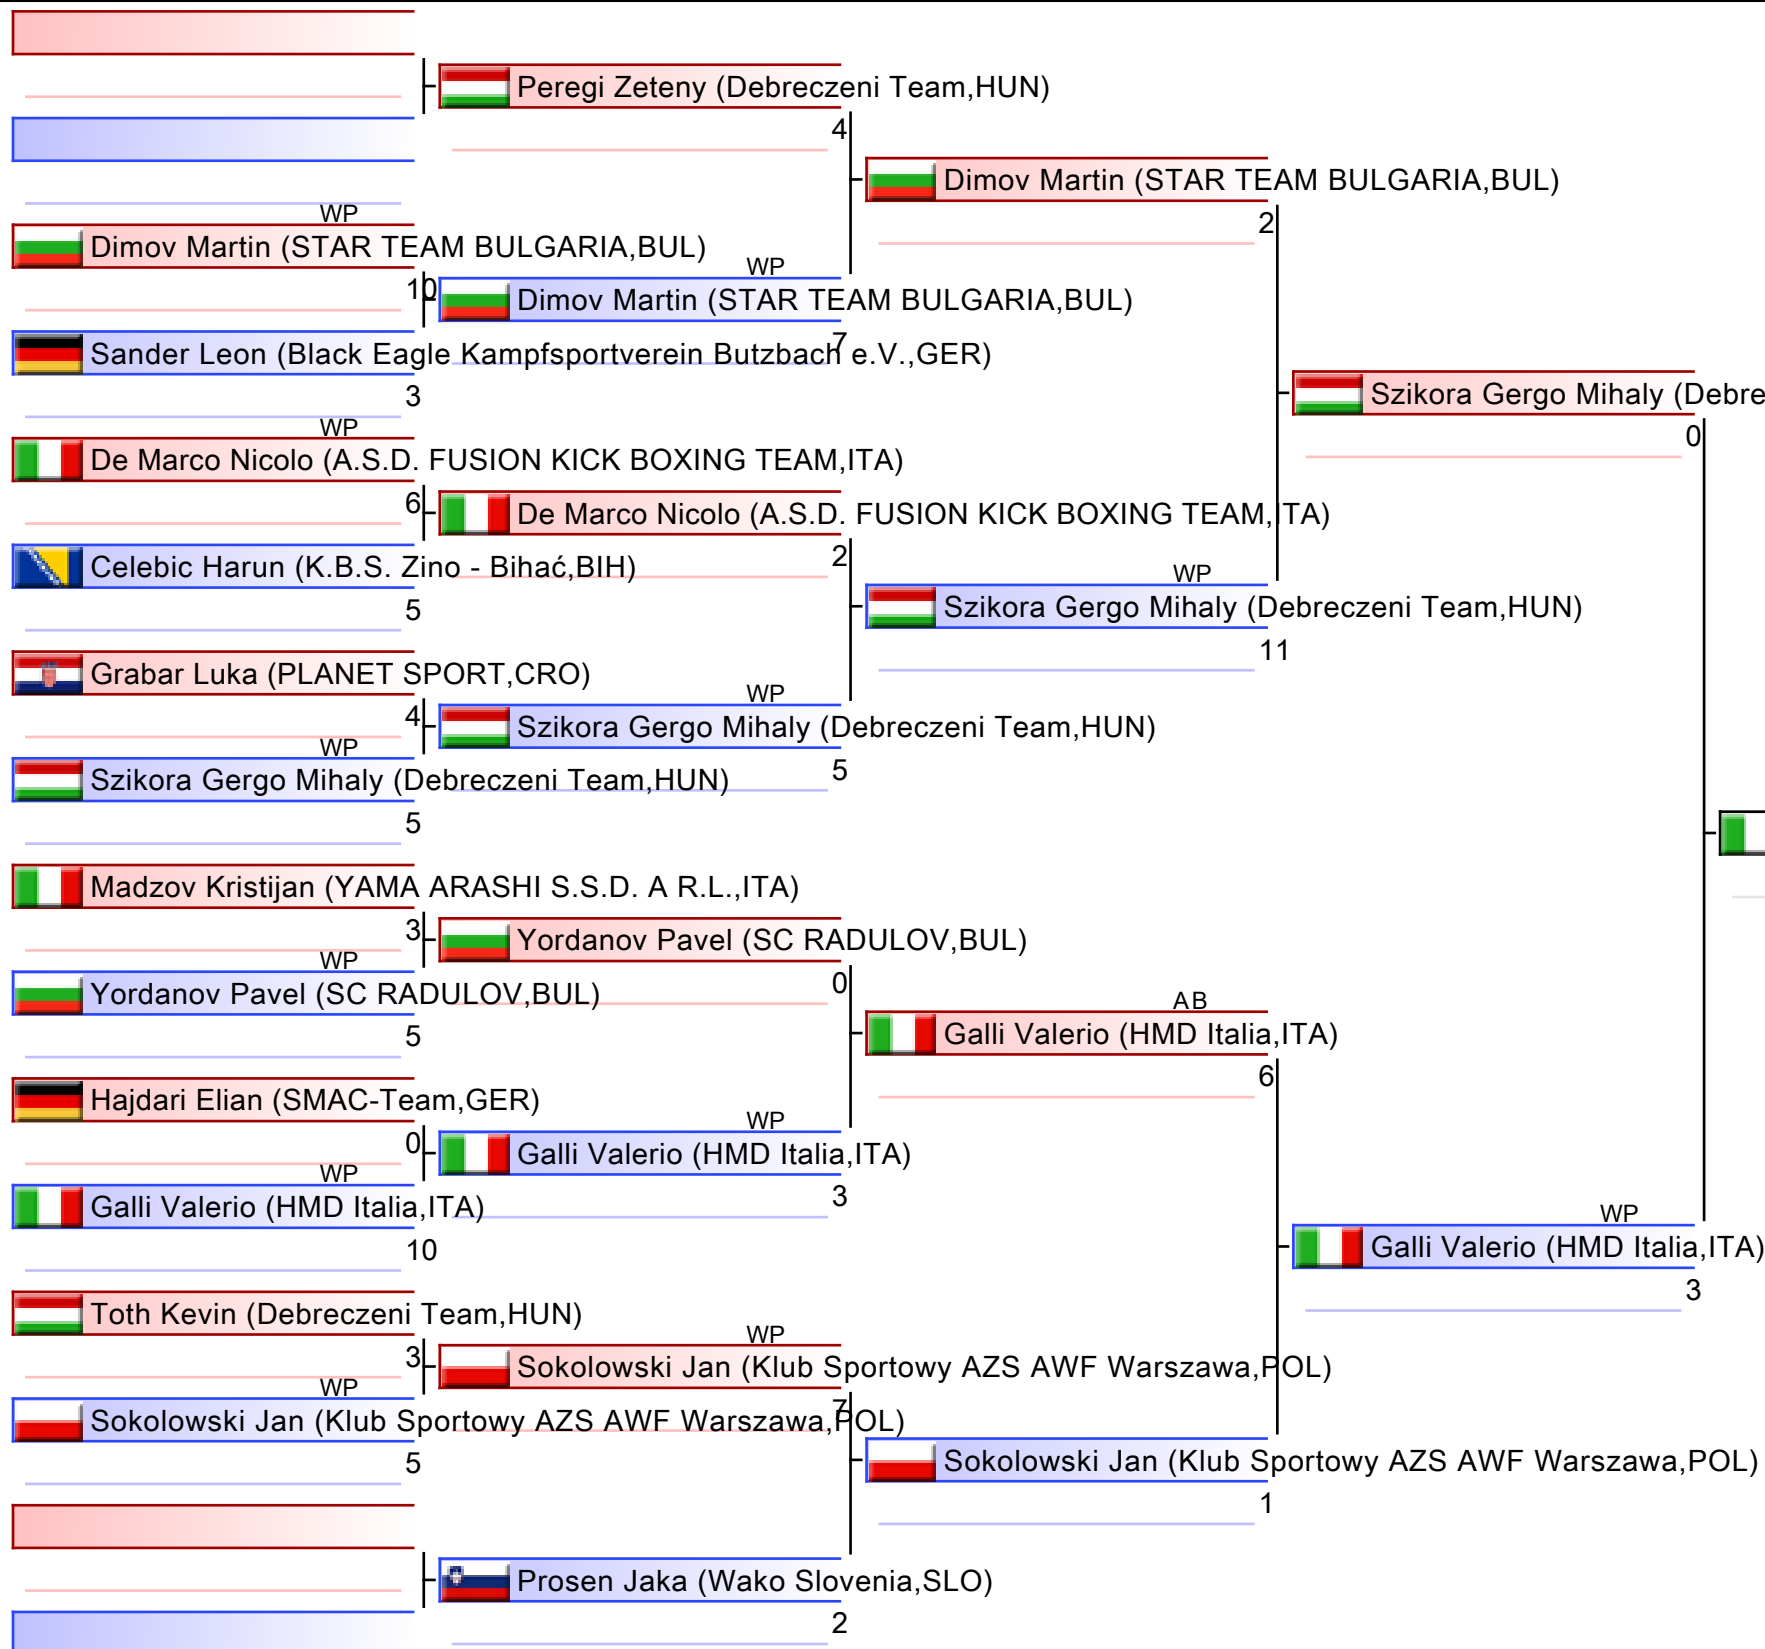 Peregi Zeteny (Debreczeni Team,HUN)
4
Dimov Martin (STAR TEAM BULGARIA,BUL)
2
WP
Dimov Martin (STAR TEAM BULGARIA,BUL)
10
WP
Dimov Martin (STAR TEAM BULGARIA,BUL)
7
Sander Leon (Black Eagle Kampfsportverein Butzbach e.V.,GER)
3
Szikora Gergo Mihaly (Debre
0
WP
De Marco Nicolo (A.S.D. FUSION KICK BOXING TEAM,ITA)
6
De Marco Nicolo (A.S.D. FUSION KICK BOXING TEAM,ITA)
2
Celebic Harun (K.B.S. Zino - Bihać,BIH)
5
WP
Szikora Gergo Mihaly (Debreczeni Team,HUN)
11
Grabar Luka (PLANET SPORT,CRO)
4
WP
Szikora Gergo Mihaly (Debreczeni Team,HUN)
5
WP
Szikora Gergo Mihaly (Debreczeni Team,HUN)
5
Madzov Kristijan (YAMA ARASHI S.S.D. A R.L.,ITA)
3
Yordanov Pavel (SC RADULOV,BUL)
0
WP
Yordanov Pavel (SC RADULOV,BUL)
5
AB
Galli Valerio (HMD Italia,ITA)
6
Hajdari Elian (SMAC-Team,GER)
0
WP
Galli Valerio (HMD Italia,ITA)
3
WP
Galli Valerio (HMD Italia,ITA)
10
WP
Galli Valerio (HMD Italia,ITA)
3
Toth Kevin (Debreczeni Team,HUN)
3
WP
Sokolowski Jan (Klub Sportowy AZS AWF Warszawa,POL)
7
WP
Sokolowski Jan (Klub Sportowy AZS AWF Warszawa,POL)
5
Sokolowski Jan (Klub Sportowy AZS AWF Warszawa,POL)
1
Prosen Jaka (Wako Slovenia,SLO)
2